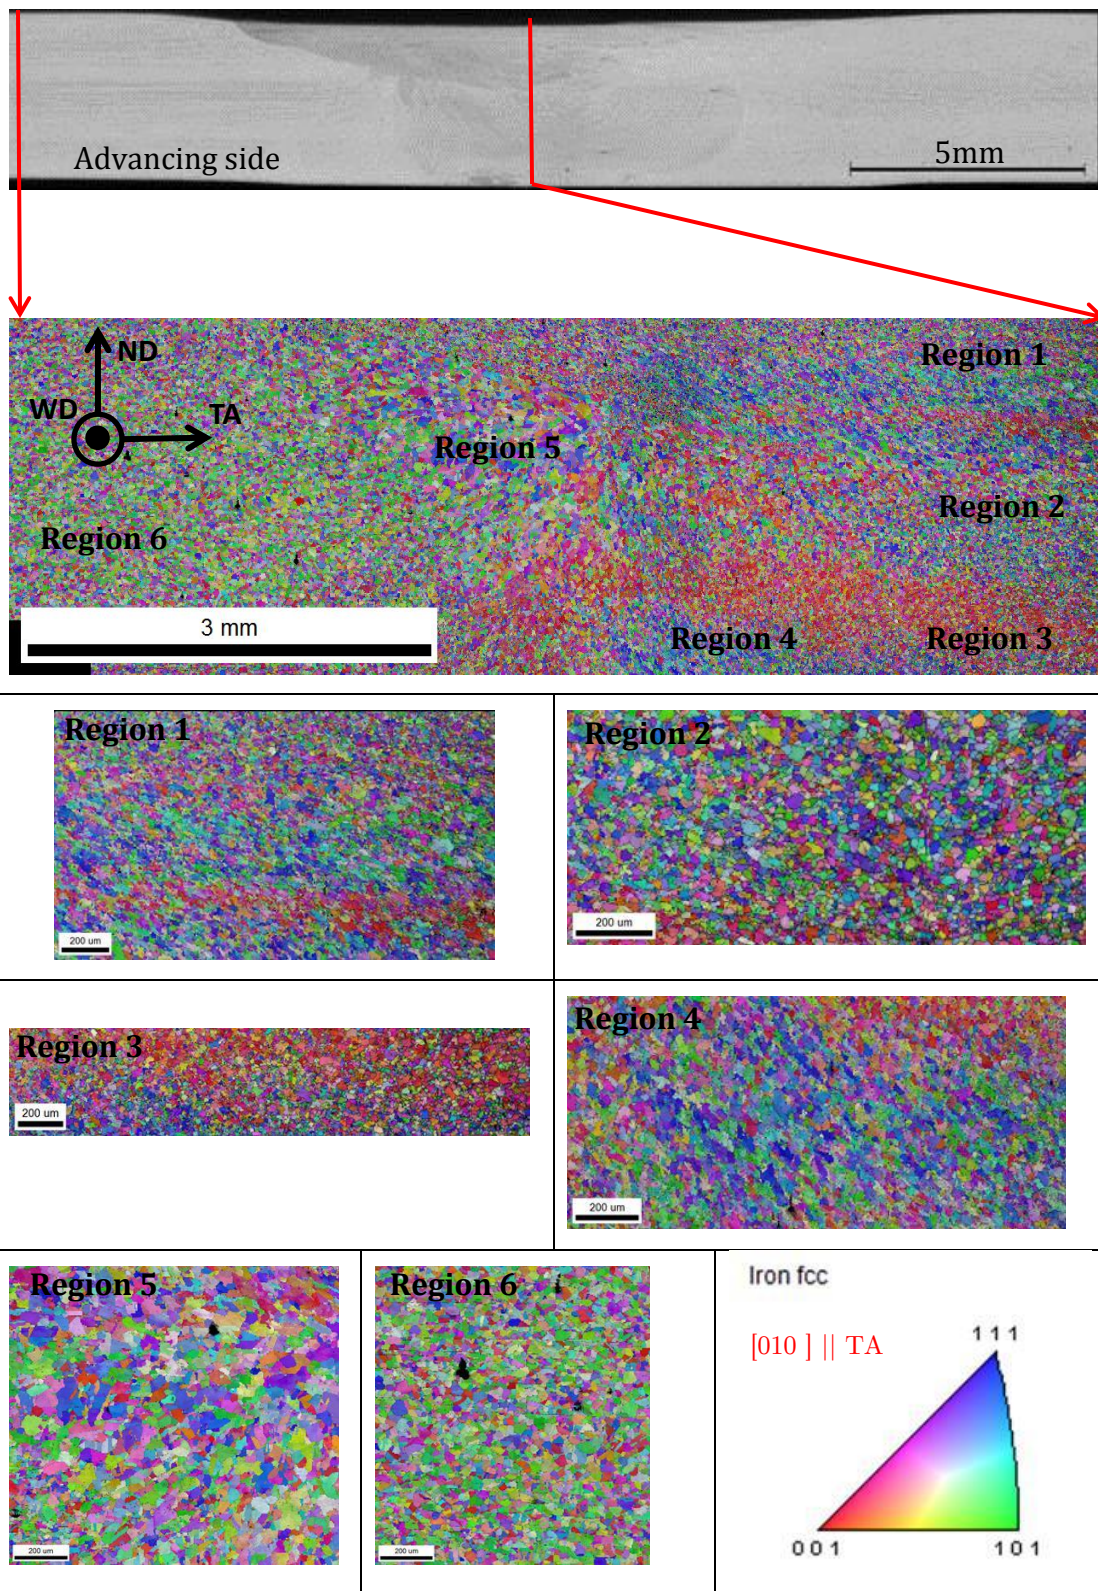 Advancing side
5mm
ND
WD
TA
Region 1
Region 5
Region 2
Region 6
3 mm
Region 4
Region 3
Region 1
200 um
Region 2
200 um
Region 3
200 um
Region 4
200 um
Region 5
200 um
Region 6
200 um
Iron fcc
[010 ] || TA
1 1 1
0 0 1
1 0 1